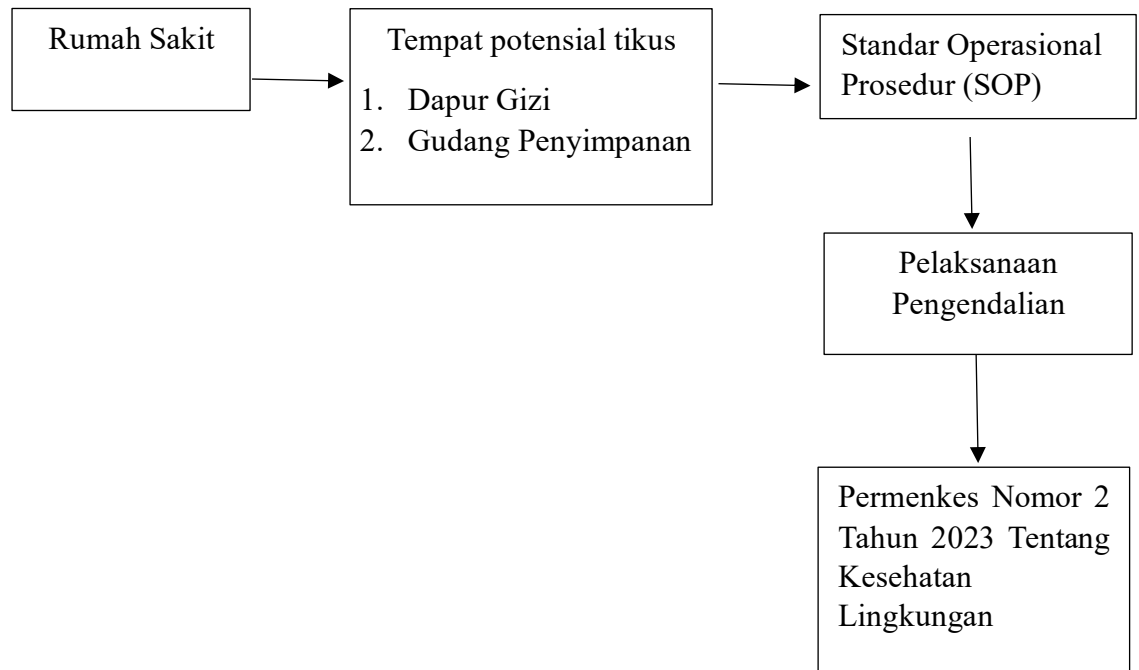 Rumah Sakit
Tempat potensial tikus
1. Dapur Gizi
2. Gudang Penyimpanan
Standar Operasional
Prosedur (SOP)
Pelaksanaan
Pengendalian
Permenkes Nomor 2
Tahun 2023 Tentang
Kesehatan
Lingkungan